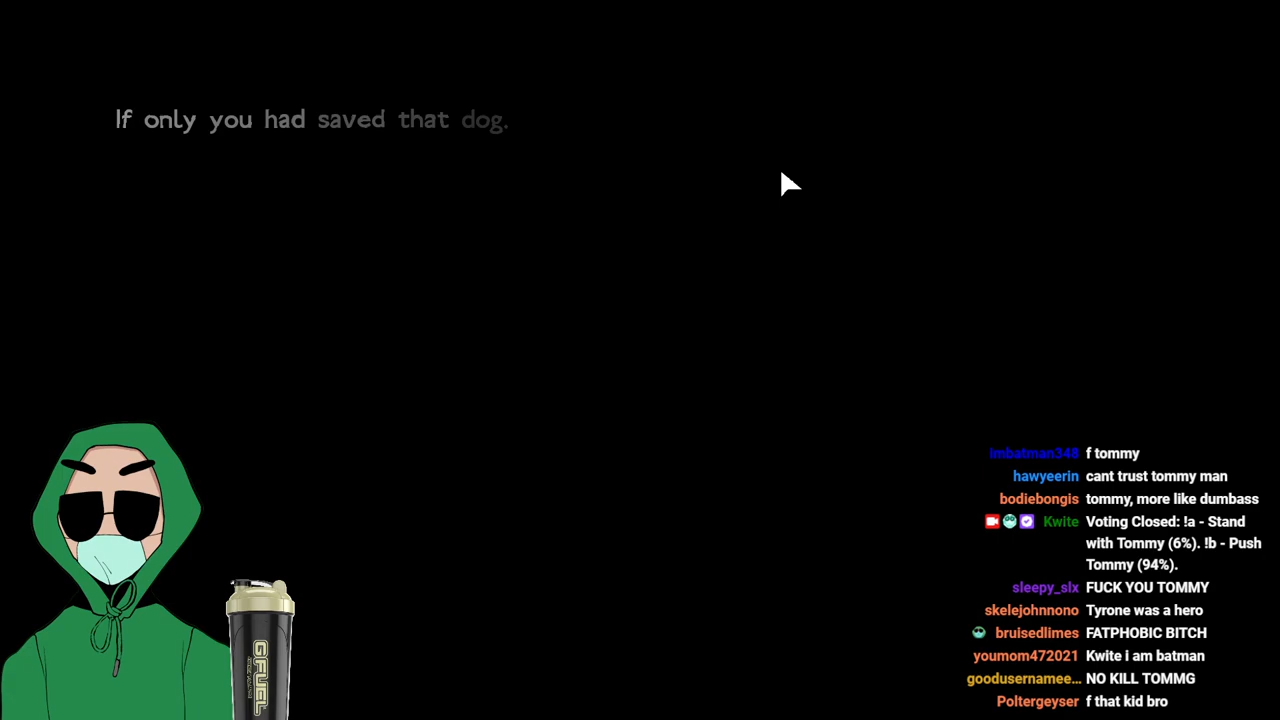 If only you had saved that dog.
imbatman348 f tommy
hawyeerin cant trust tommy man
bodiebongis tommy, more like dumbass
Kwite Voting Closed: !a - Stand
with Tommy (6%). !b - Push
Tommy (94%).
sleepy_slx FUCK YOU TOMMY
skelejohnnono Tyrone was a hero
bruisedlimes FATPHOBIC BITCH
youmom472021 Kwite i am batman
goodusernamee... NO KILL TOMMG
Poltergeyser f that kid bro
GFUEL